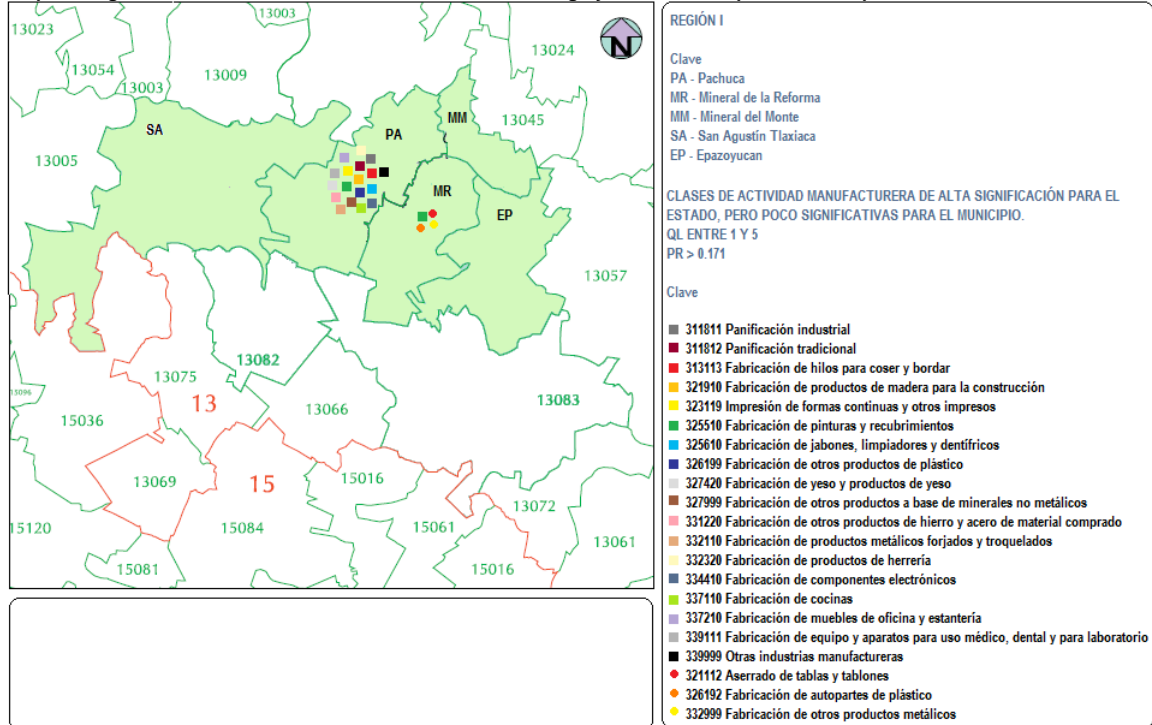 13003
13023
13024
13054
13009
13003
N
SA
PA
MM
13045
13005
MR
EP
13057
13082
13075
13
13066
13083
15096
15036
13069
15
15016
13072
15120
15084
15061
13061
15081
15016
REGIÓN I
Clave
PA - Pachuca
MR - Mineral de la Reforma
MM - Mineral del Monte
SA - San Agustín Tlaxiaca
EP - Epazoyucan
CLASES DE ACTIVIDAD MANUFACTURERA DE ALTA SIGNIFICACIÓN PARA EL
ESTADO, PERO POCO SIGNIFICATIVAS PARA EL MUNICIPIO.
QL ENTRE 1 Y 5
PR > 0.171
Clave
311811 Panificación industrial
311812 Panificación tradicional
313113 Fabricación de hilos para coser y bordar
321910 Fabricación de productos de madera para la construcción
323119 Impresión de formas continuas y otros impresos
325510 Fabricación de pinturas y recubrimientos
325610 Fabricación de jabones, limpiadores y dentífricos
326199 Fabricación de otros productos de plástico
327420 Fabricación de yeso y productos de yeso
327999 Fabricación de otros productos a base de minerales no metálicos
331220 Fabricación de otros productos de hierro y acero de material comprado
332110 Fabricación de productos metálicos forjados y troquelados
332320 Fabricación de productos de herrería
334410 Fabricación de componentes electrónicos
337110 Fabricación de cocinas
337210 Fabricación de muebles de oficina y estantería
339111 Fabricación de equipo y aparatos para uso médico, dental y para laboratorio
339999 Otras industrias manufactureras
321112 Aserrado de tablas y tablones
326192 Fabricación de autopartes de plástico
332999 Fabricación de otros productos metálicos